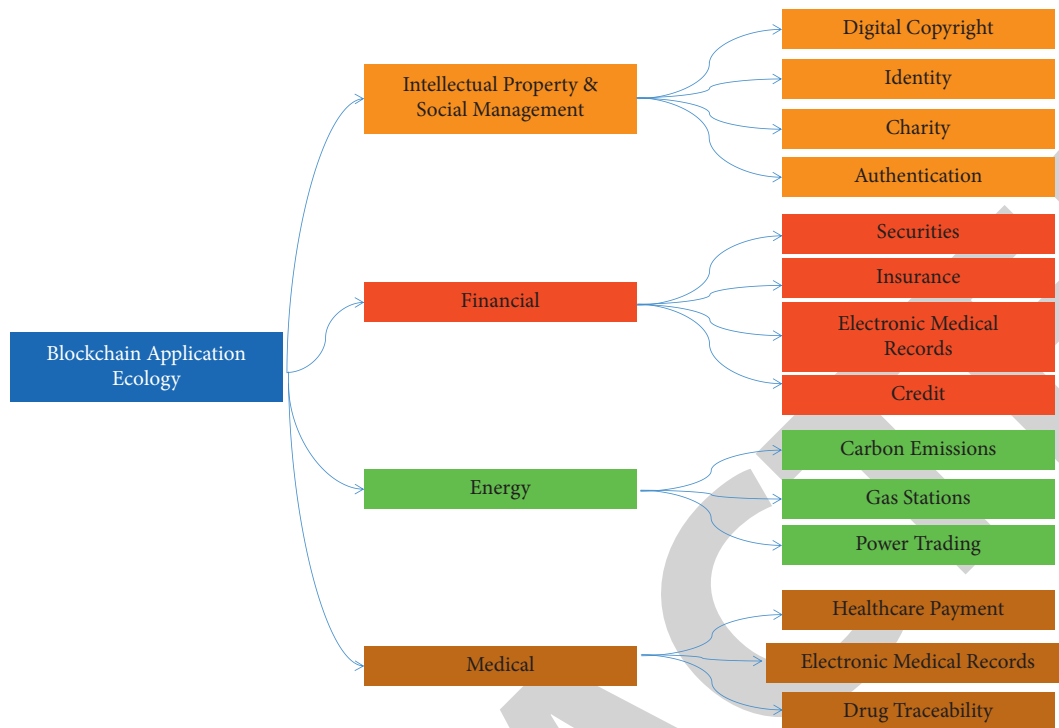 Blockchain Application
Ecology
Intellectual Property &
Social Management
Digital Copyright
Identity
Charity
Authentication
Financial
Securities
Insurance
Electronic Medical
Records
Credit
Energy
Carbon Emissions
Gas Stations
Power Trading
Medical
Healthcare Payment
Electronic Medical Records
Drug Traceability